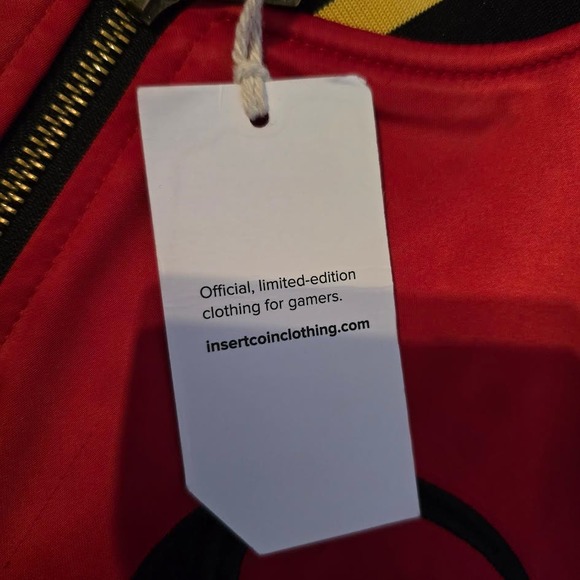 Official, limited-edition
clothing for gamers.
insertcoinclothing.com